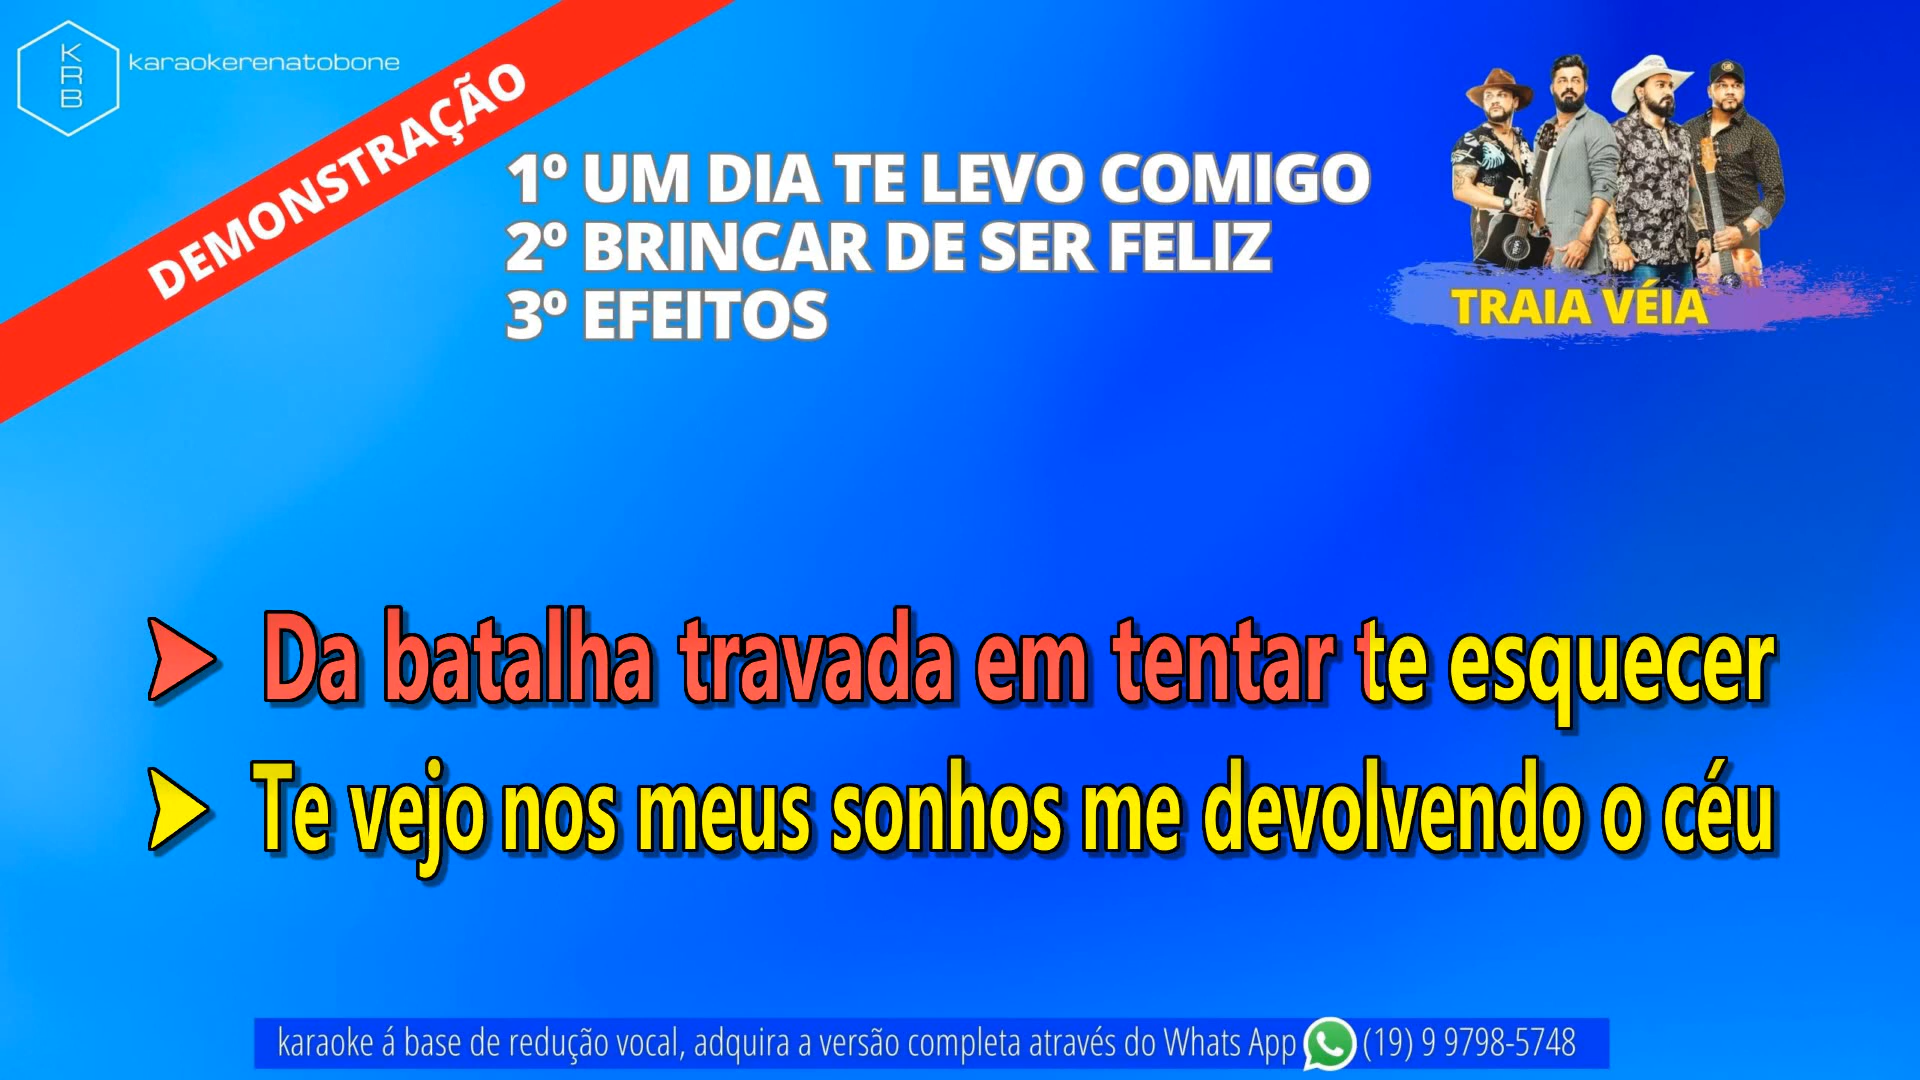 KRB
karaokerenatobone
DEMONSTRAÇÃO
1º UM DIA TE LEVO COMIGO
2º BRINCAR DE SER FELIZ
3º EFEITOS
TRAIA VÉIA
Da batalha travada em tentar te esquecer
Te vejo nos meus sonhos me devolvendo o céu
karaoke á base de redução vocal, adquira a versão completa através do Whats App (19) 9 9798-5748